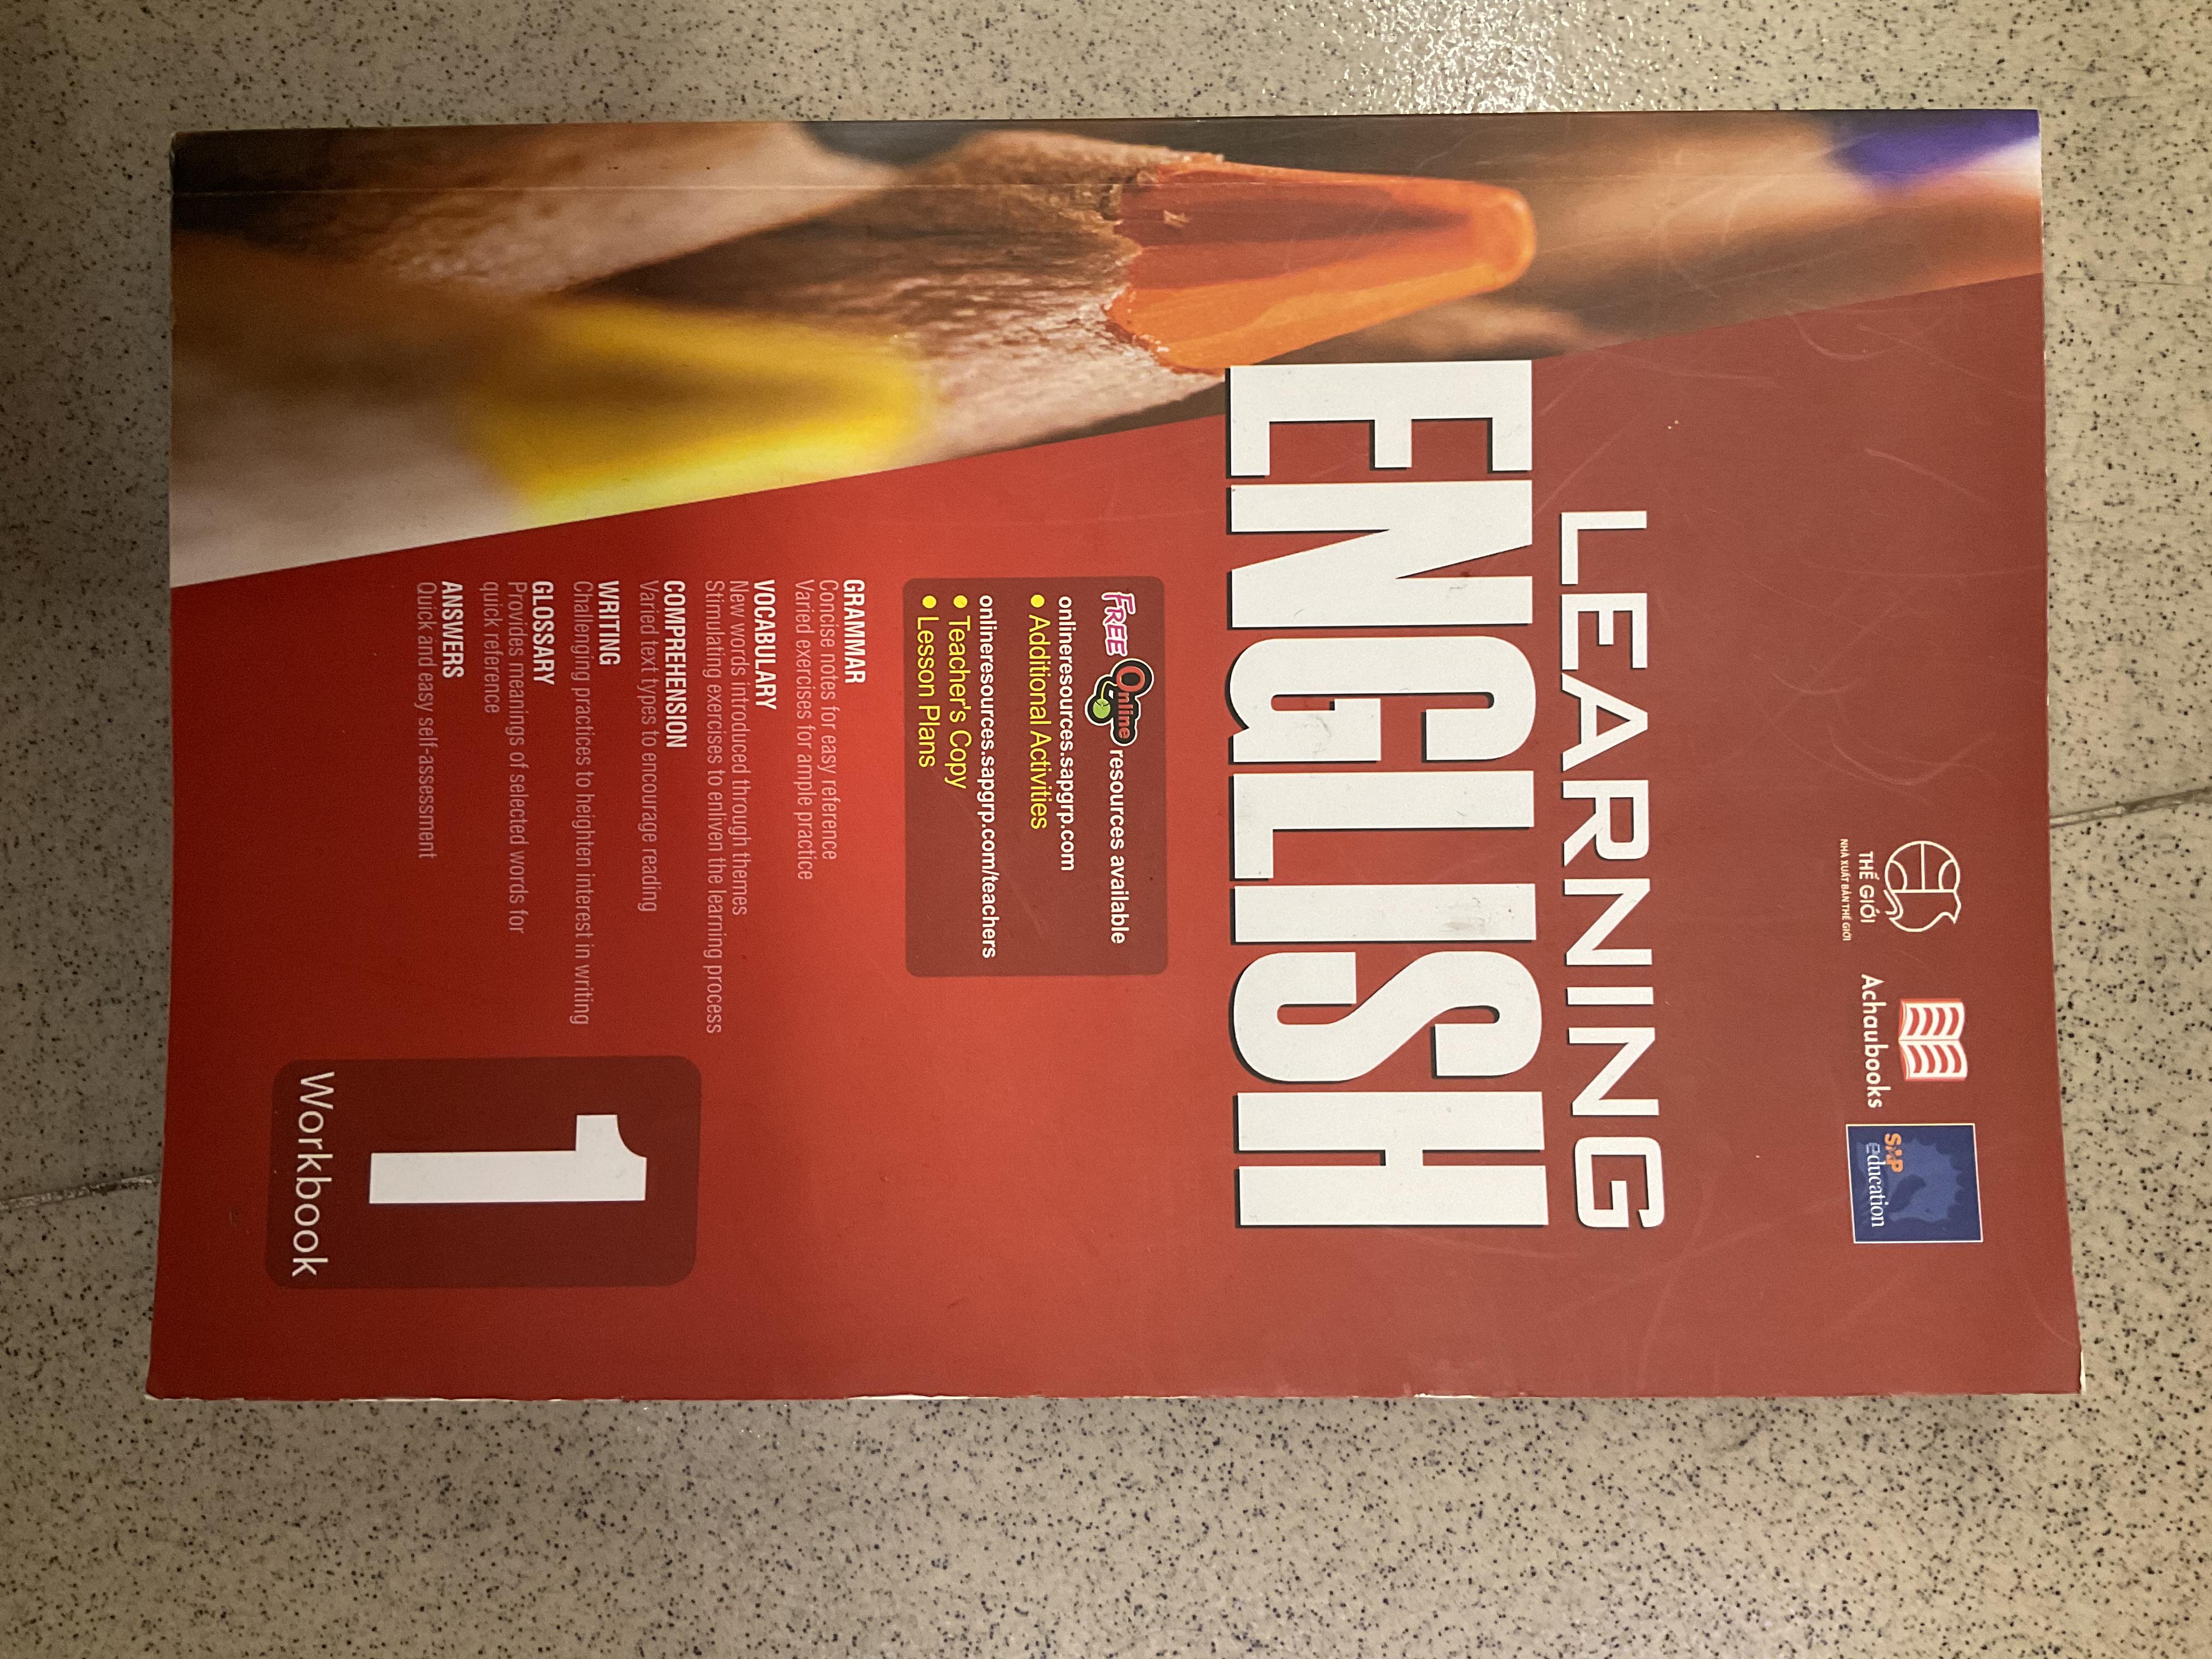 THẾ GIỚI
NHÀ XUẤT BẢN THẾ GIỚI
Achaubooks
SAP
education
LEARNING
ENGLISH
FREE Online resources available
onlineresources.sapgrp.com
• Additional Activities
onlineresources.sapgrp.com/teachers
• Teacher's Copy
• Lesson Plans
GRAMMAR
Concise notes for easy reference
Varied exercises for ample practice
VOCABULARY
New words introduced through themes
Stimulating exercises to enliven the learning process
COMPREHENSION
Varied text types to encourage reading
WRITING
Challenging practices to heighten interest in writing
GLOSSARY
Provides meanings of selected words for
quick reference
ANSWERS
Quick and easy self-assessment
1
Workbook